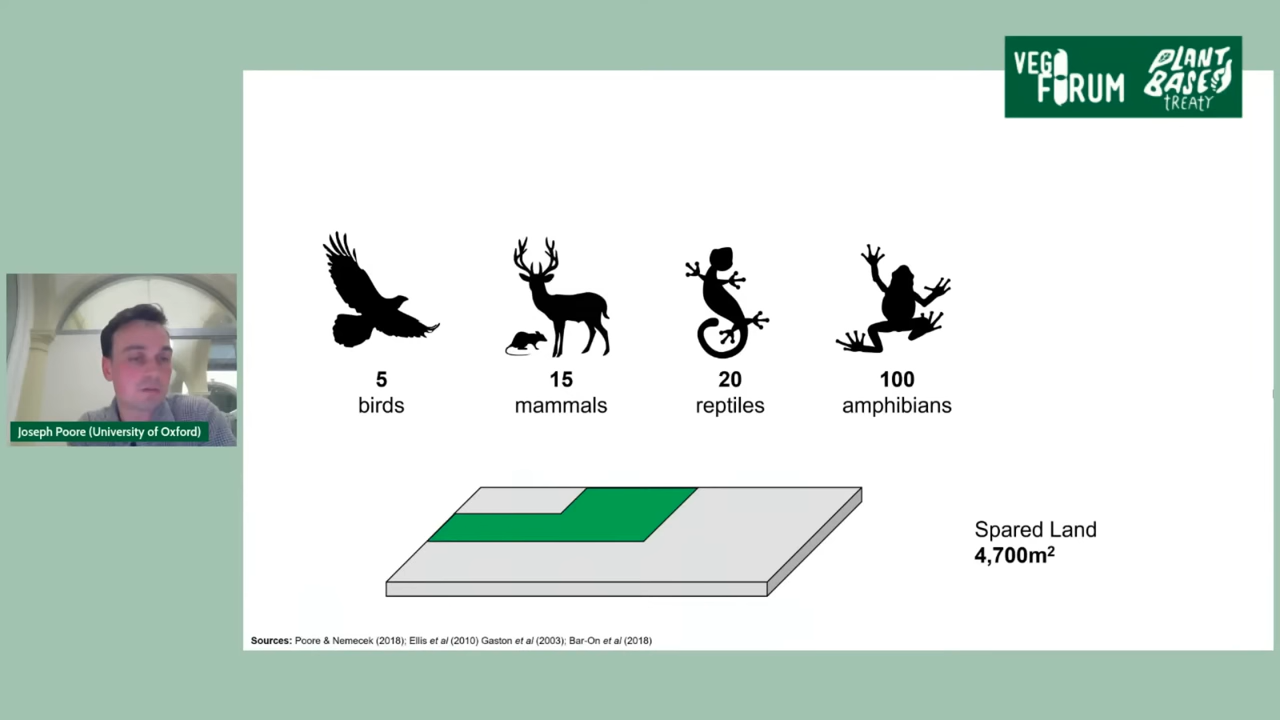 VEG
FORUM
PLANT
BASED
TREATY
5
birds
15
mammals
20
reptiles
100
amphibians
Joseph Poore (University of Oxford)
Spared Land
4,700m²
Sources: Poore & Nemecek (2018); Ellis et al (2010) Gaston et al (2003); Bar-On et al (2018)